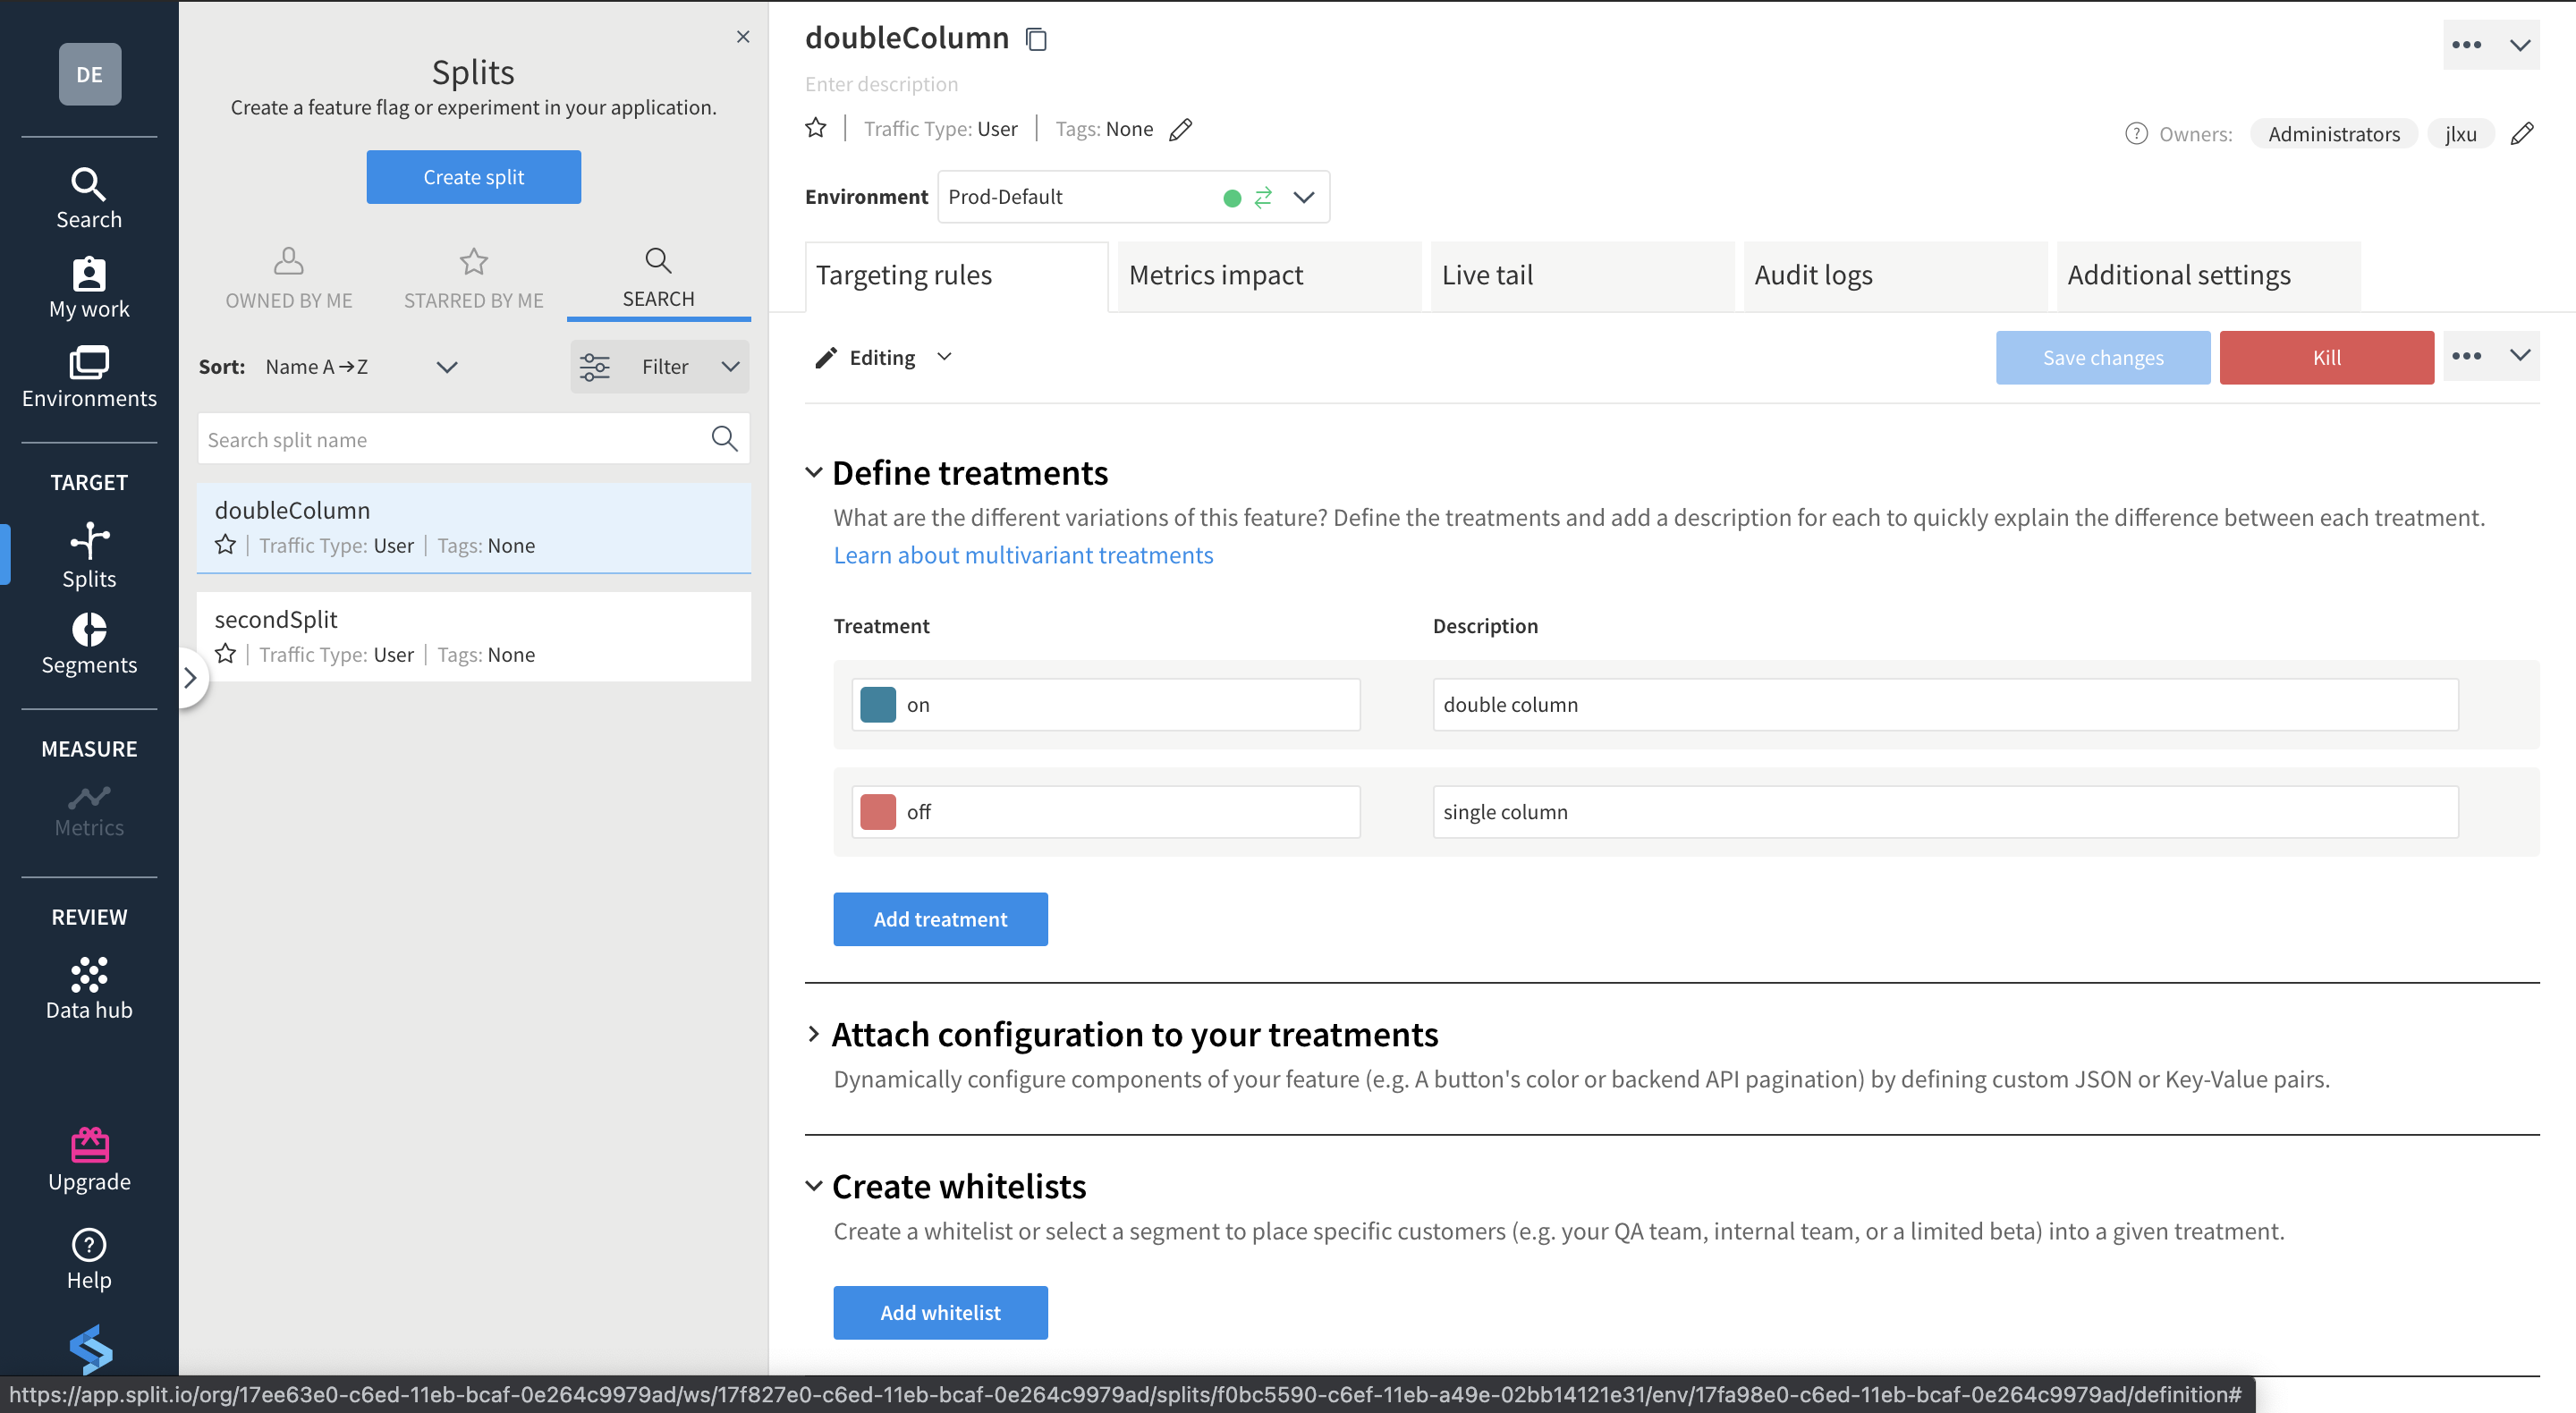 DE
Search
My work
Environments
TARGET
Splits
Segments
MEASURE
Metrics
REVIEW
Data hub
Upgrade
Help
Splits
Create a feature flag or experiment in your application.
Create split
OWNED BY ME
STARRED BY ME
SEARCH
Sort: Name A→Z
Filter
Search split name
doubleColumn
Traffic Type: User | Tags: None
secondSplit
Traffic Type: User | Tags: None
doubleColumn
Enter description
Traffic Type: User | Tags: None
Owners: Administrators jlxu
Environment Prod-Default
Targeting rules
Metrics impact
Live tail
Audit logs
Additional settings
Editing
Save changes
Kill
Define treatments
What are the different variations of this feature? Define the treatments and add a description for each to quickly explain the difference between each treatment.
Learn about multivariant treatments
Treatment Description
on double column
off single column
Add treatment
Attach configuration to your treatments
Dynamically configure components of your feature (e.g. A button's color or backend API pagination) by defining custom JSON or Key-Value pairs.
Create whitelists
Create a whitelist or select a segment to place specific customers (e.g. your QA team, internal team, or a limited beta) into a given treatment.
Add whitelist
https://app.split.io/org/17ee63e0-c6ed-11eb-bcaf-0e264c9979ad/ws/17f827e0-c6ed-11eb-bcaf-0e264c9979ad/splits/f0bc5590-c6ef-11eb-a49e-02bb14121e31/env/17fa98e0-c6ed-11eb-bcaf-0e264c9979ad/definition#